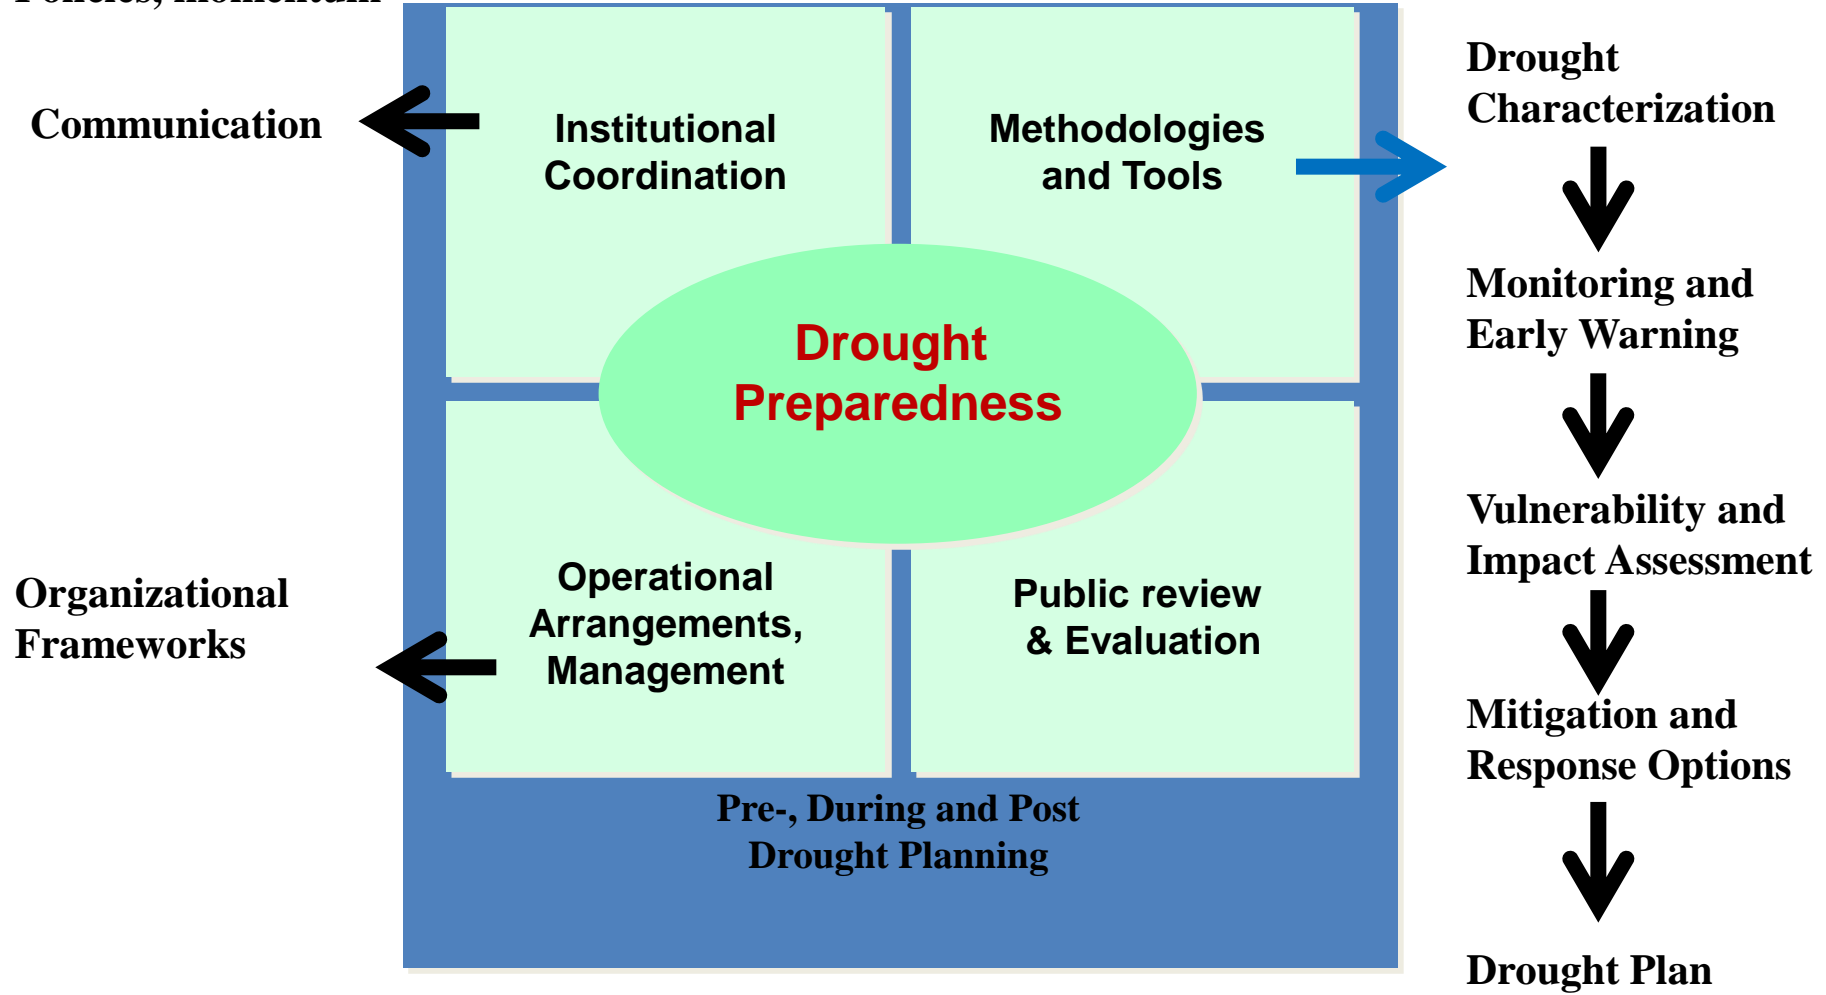 Policies, momentum
Communication
Institutional
Coordination
Methodologies
and Tools
Drought
Characterization
Monitoring and
Early Warning
Drought
Preparedness
Vulnerability and
Impact Assessment
Organizational
Frameworks
Operational
Arrangements,
Management
Public review
& Evaluation
Mitigation and
Response Options
Pre-, During and Post
Drought Planning
Drought Plan